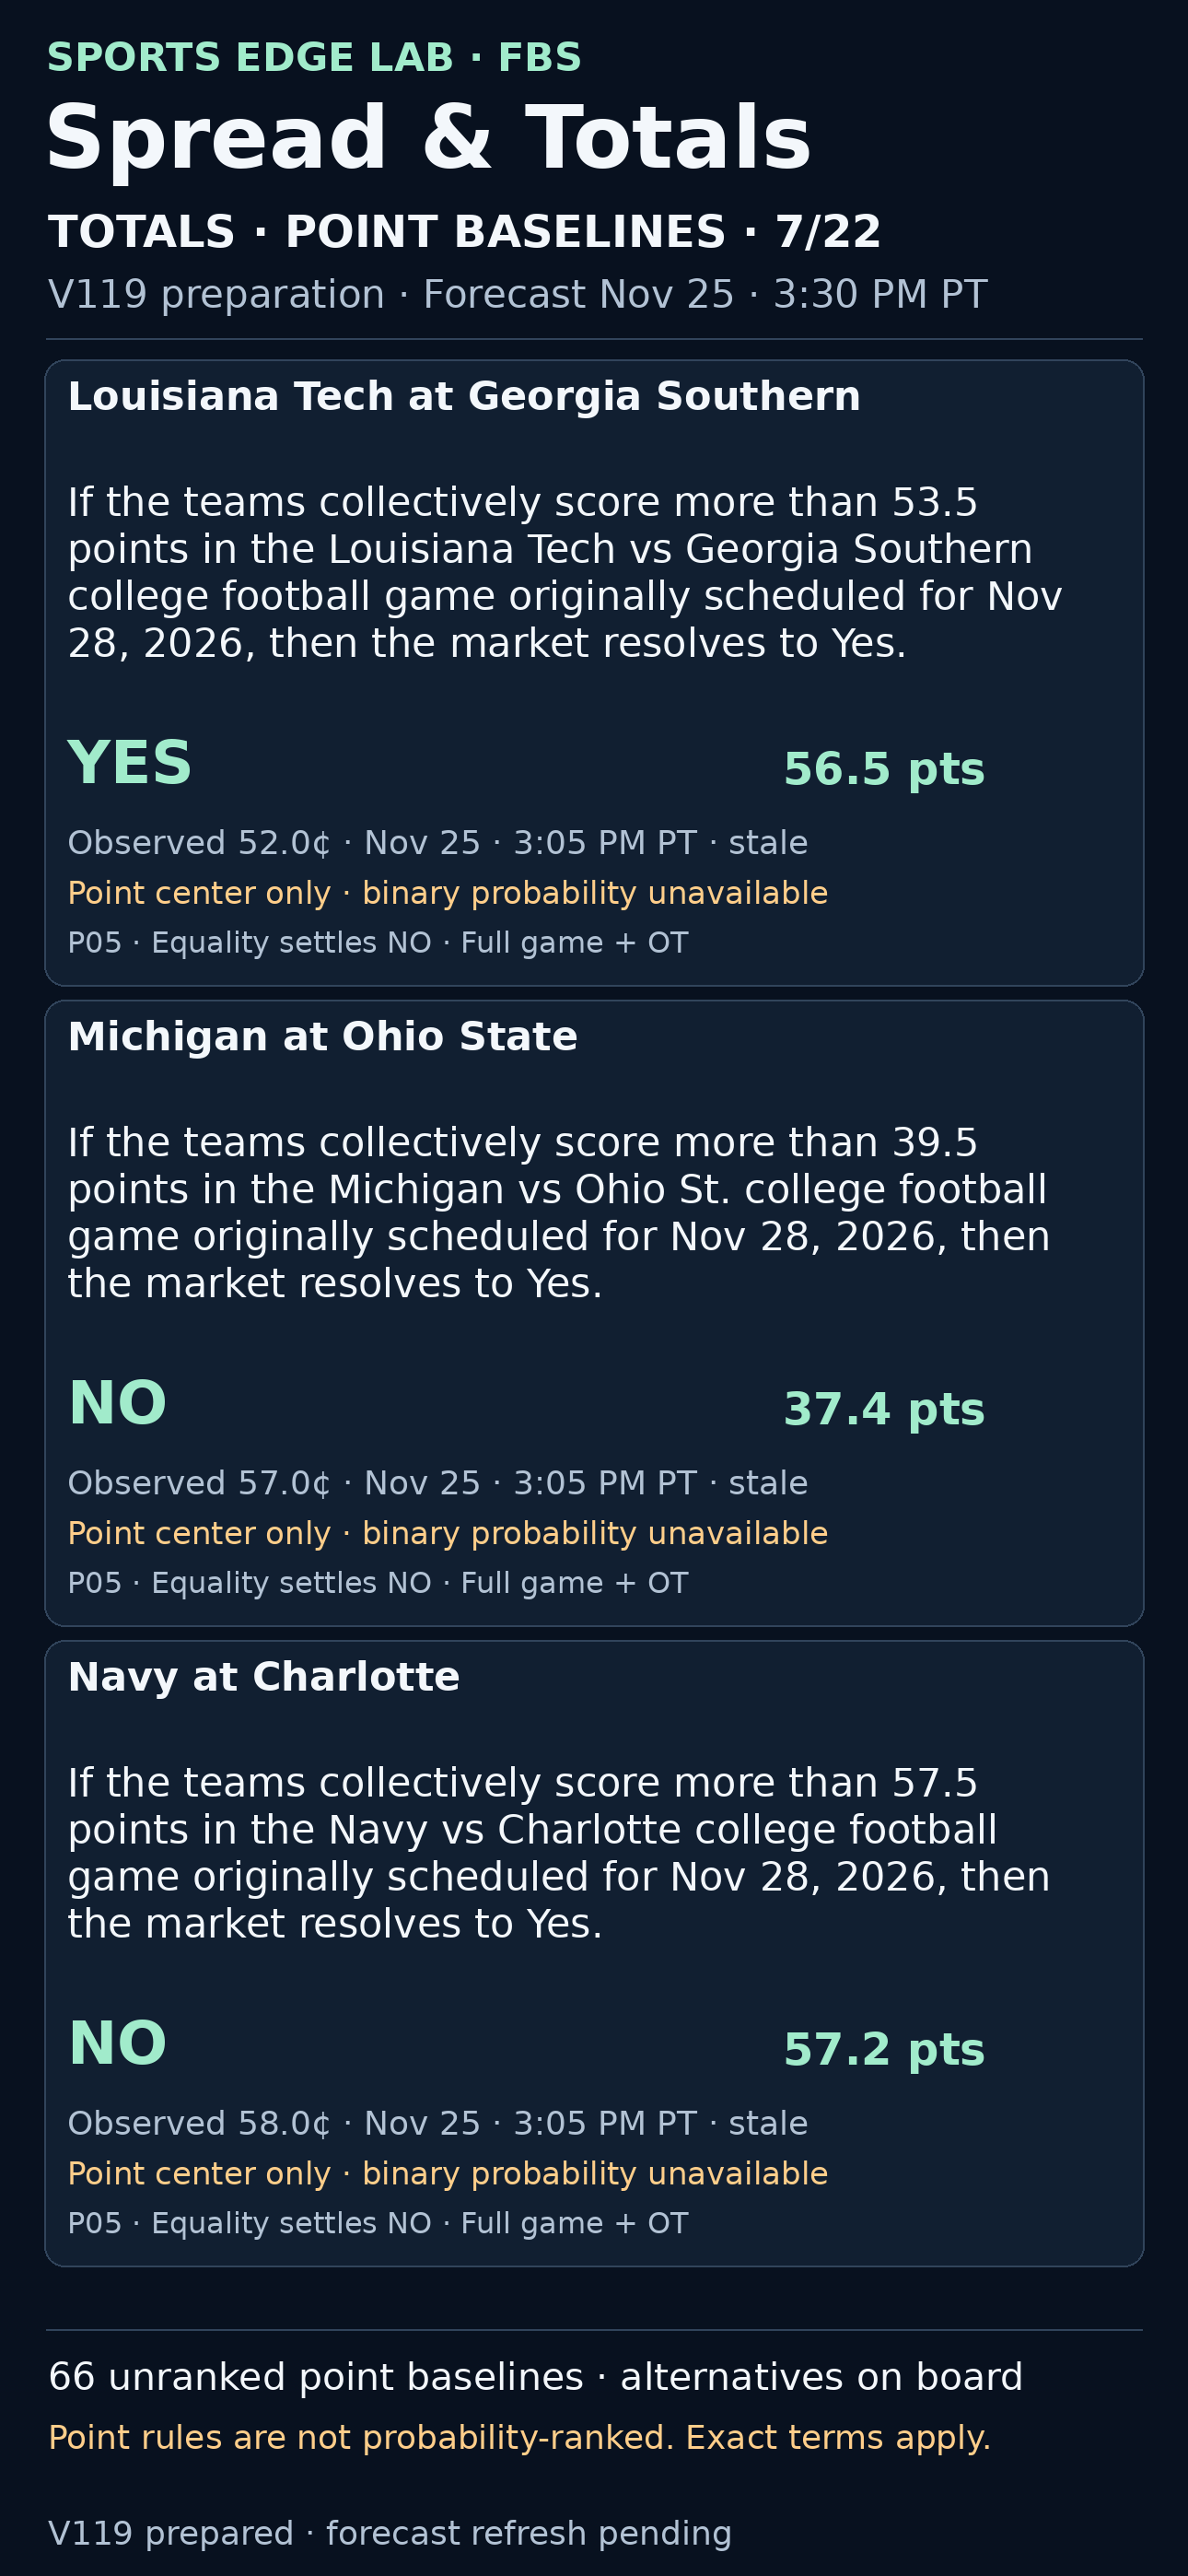 SPORTS EDGE LAB · FBS
Spread & Totals
TOTALS · POINT BASELINES · 7/22
V119 preparation · Forecast Nov 25 · 3:30 PM PT
Louisiana Tech at Georgia Southern
If the teams collectively score more than 53.5
points in the Louisiana Tech vs Georgia Southern
college football game originally scheduled for Nov
28, 2026, then the market resolves to Yes.
YES 56.5 pts
Observed 52.0¢ · Nov 25 · 3:05 PM PT · stale
Point center only · binary probability unavailable
P05 · Equality settles NO · Full game + OT
Michigan at Ohio State
If the teams collectively score more than 39.5
points in the Michigan vs Ohio St. college football
game originally scheduled for Nov 28, 2026, then
the market resolves to Yes.
NO 37.4 pts
Observed 57.0¢ · Nov 25 · 3:05 PM PT · stale
Point center only · binary probability unavailable
P05 · Equality settles NO · Full game + OT
Navy at Charlotte
If the teams collectively score more than 57.5
points in the Navy vs Charlotte college football
game originally scheduled for Nov 28, 2026, then
the market resolves to Yes.
NO 57.2 pts
Observed 58.0¢ · Nov 25 · 3:05 PM PT · stale
Point center only · binary probability unavailable
P05 · Equality settles NO · Full game + OT
66 unranked point baselines · alternatives on board
Point rules are not probability-ranked. Exact terms apply.
V119 prepared · forecast refresh pending